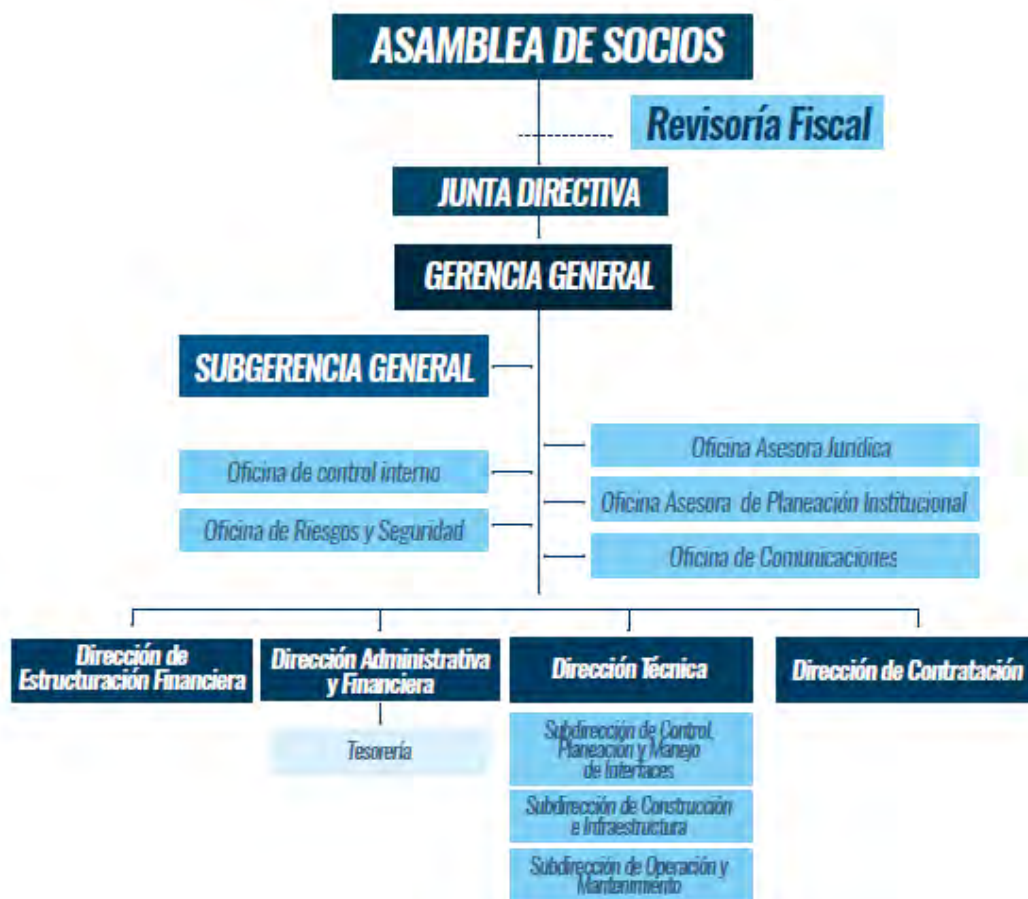 ASAMBLEA DE SOCIOS
Revisoría Fiscal
JUNTA DIRECTIVA
GERENCIA GENERAL
SUBGERENCIA GENERAL
Oficina de control interno
Oficina de Riesgos y Seguridad
Oficina Asesora Jurídica
Oficina Asesora de Planeación Institucional
Oficina de Comunicaciones
Dirección de
Estructuración Financiera
Dirección Administrativa
y Financiera
Tesorería
Dirección Técnica
Subdirección de Control,
Planeación y Manejo
de Interfaces
Subdirección de Construcción
e Infraestructura
Subdirección de Operación y
Mantenimiento
Dirección de Contratación